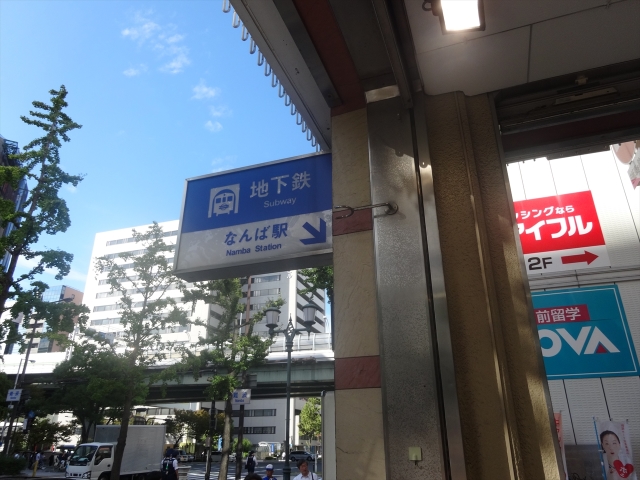 地下鉄
Subway
なんば駅
Namba Station
シングなら
アイフル
2F
前留学
OVA